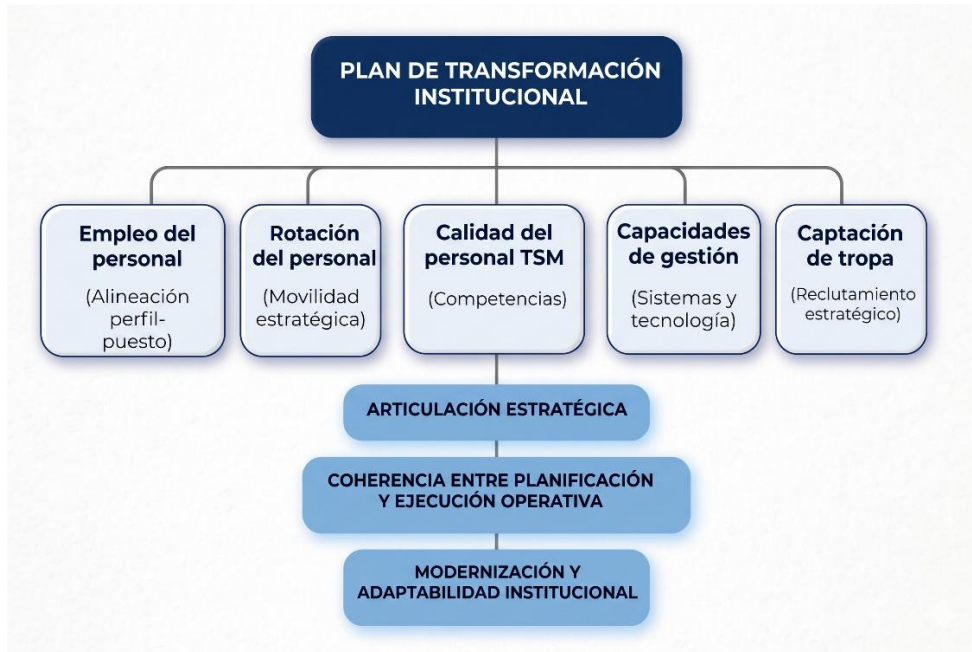 PLAN DE TRANSFORMACIÓN
INSTITUCIONAL
Empleo del
personal
(Alineación
perfil-
puesto)
Rotación
del personal
(Movilidad
estratégica)
Calidad del
personal TSM
(Competencias)
Capacidades
de gestión
(Sistemas y
tecnología)
Captación
de tropa
(Reclutamiento
estratégico)
ARTICULACIÓN ESTRATÉGICA
COHERENCIA ENTRE PLANIFICACIÓN
Y EJECUCIÓN OPERATIVA
MODERNIZACIÓN Y
ADAPTABILIDAD INSTITUCIONAL